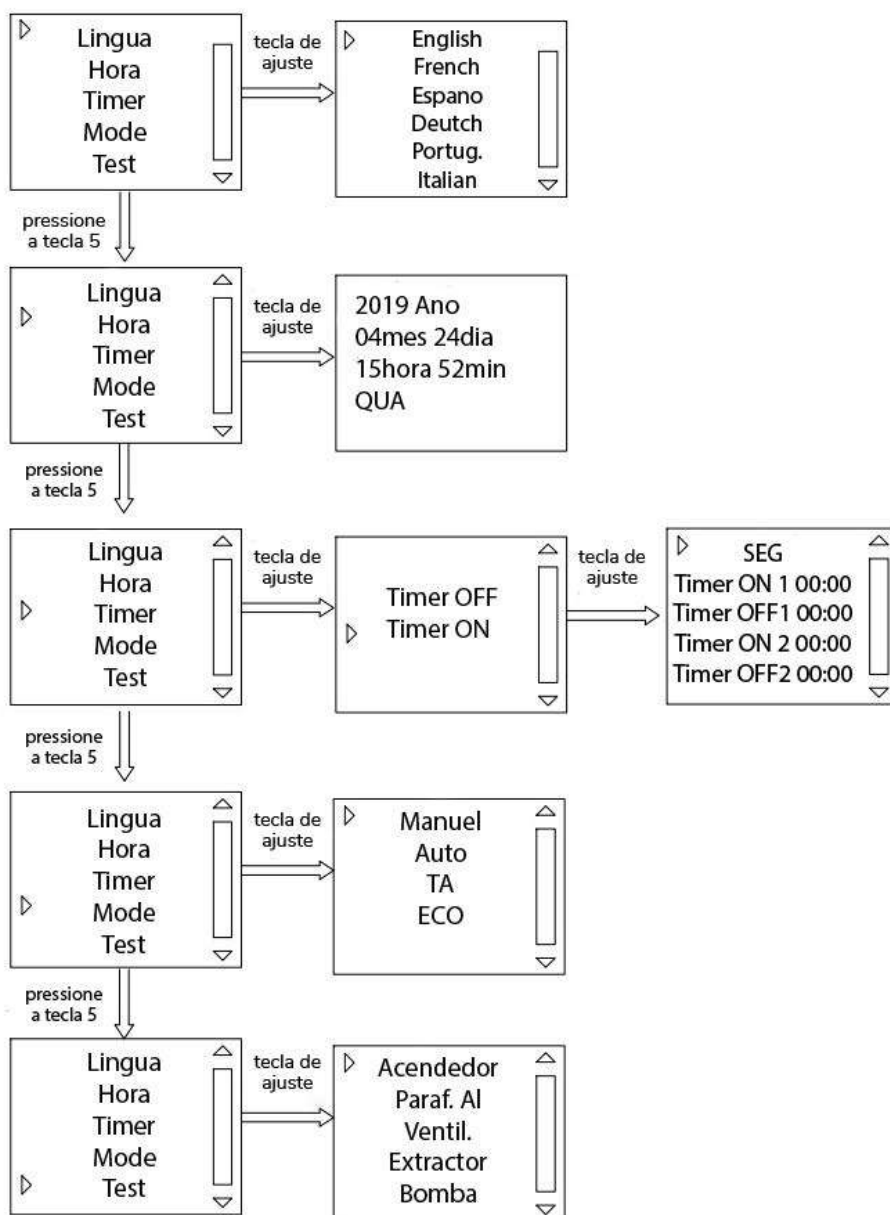 Lingua
Hora
Timer
Mode
Test
tecla de
ajuste
English
French
Espano
Deutch
Portug.
Italian
pressione
a tecla 5
Lingua
Hora
Timer
Mode
Test
tecla de
ajuste
2019 Ano
04mes 24dia
15hora 52min
QUA
pressione
a tecla 5
Lingua
Hora
Timer
Mode
Test
tecla de
ajuste
Timer OFF
Timer ON
tecla de
ajuste
SEG
Timer ON 1 00:00
Timer OFF1 00:00
Timer ON 2 00:00
Timer OFF2 00:00
pressione
a tecla 5
Lingua
Hora
Timer
Mode
Test
tecla de
ajuste
Manuel
Auto
TA
ECO
pressione
a tecla 5
Lingua
Hora
Timer
Mode
Test
tecla de
ajuste
Acendedor
Paraf. Al
Ventil.
Extractor
Bomba